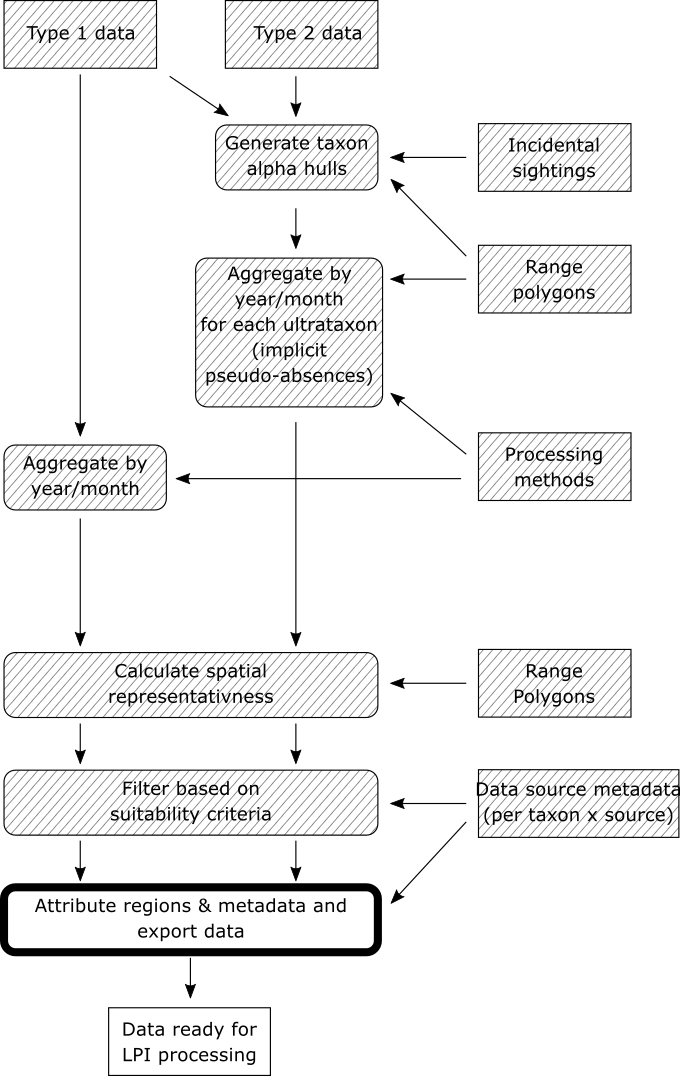 Type 1 data
Type 2 data
Generate taxon
alpha hulls
Incidental
sightings
Aggregate by
year/month
for each ultrataxon
(implicit
pseudo-absences)
Range
polygons
Aggregate by
year/month
Processing
methods
Calculate spatial
representativness
Range
Polygons
Filter based on
suitability criteria
Data source metadata
(per taxon x source)
Attribute regions & metadata and
export data
Data ready for
LPI processing